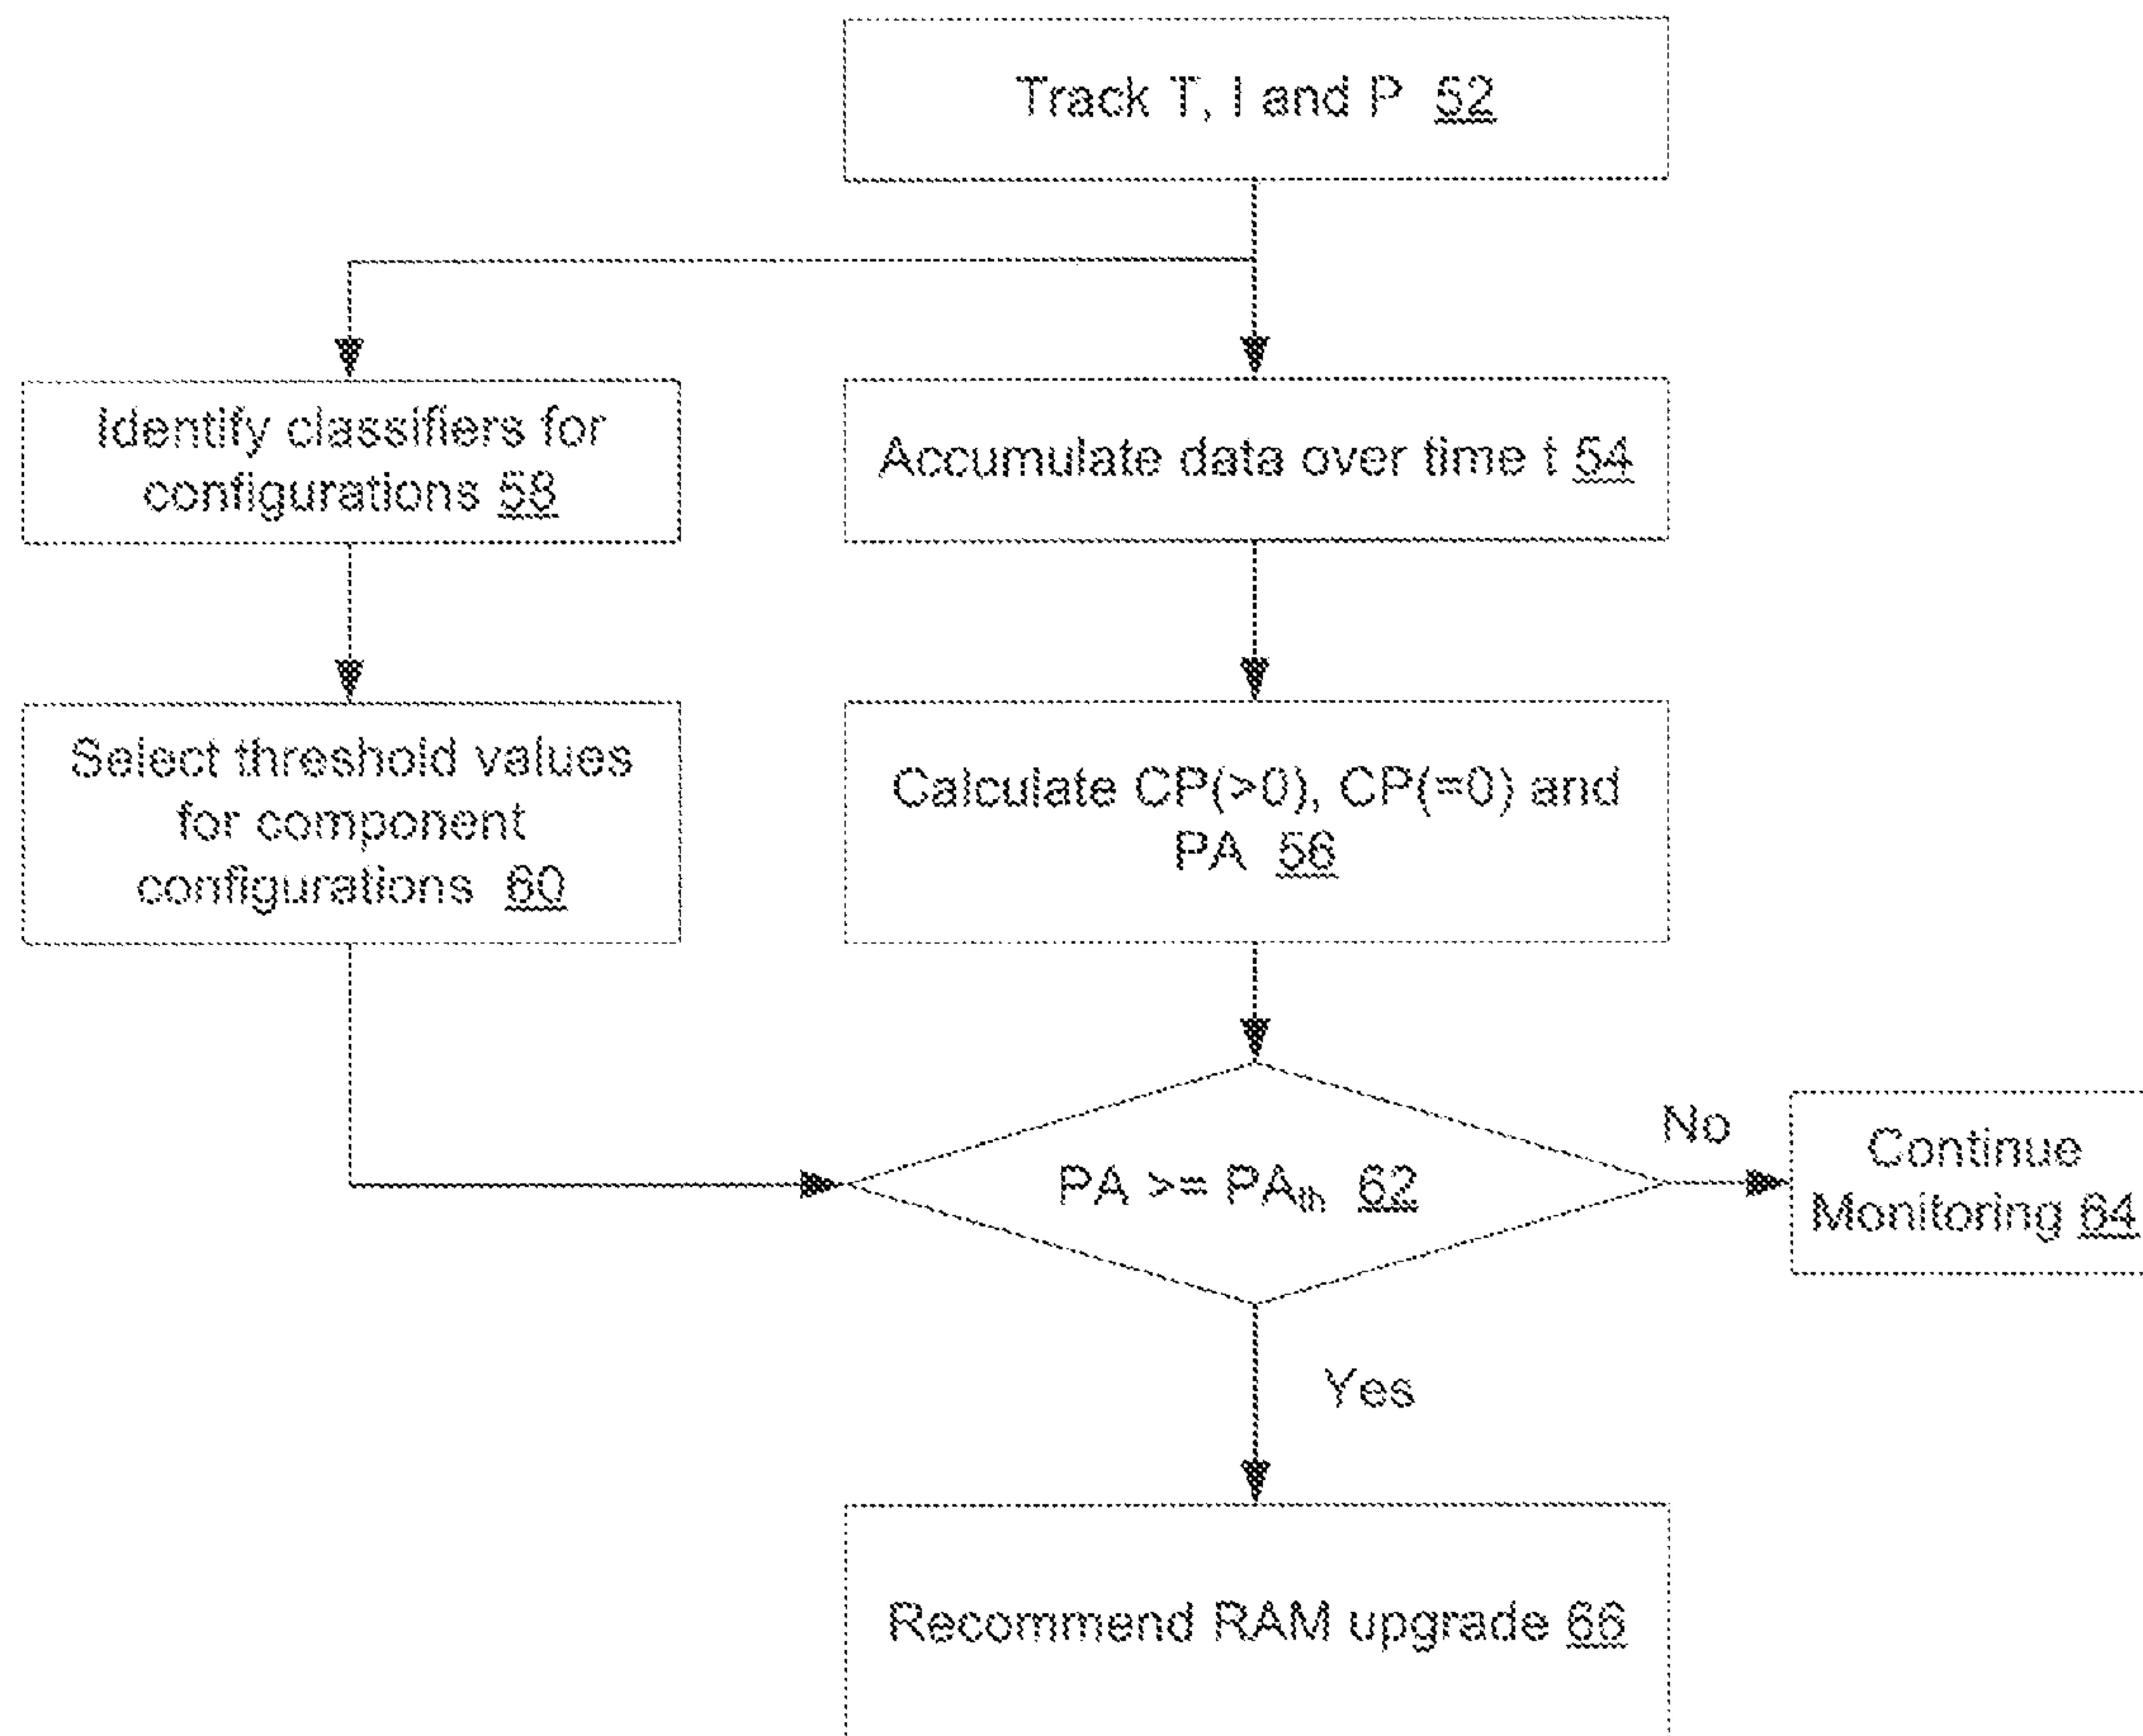 Track T, I and P 52
Identify classifiers for
configurations 58
Accumulate data over time t 54
Select threshold values
for component
configurations 60
Calculate CP(>0), CP(=0) and
PA 56
PA >= PAth 62
No
Continue
Monitoring 64
Yes
Recommend RAM upgrade 66